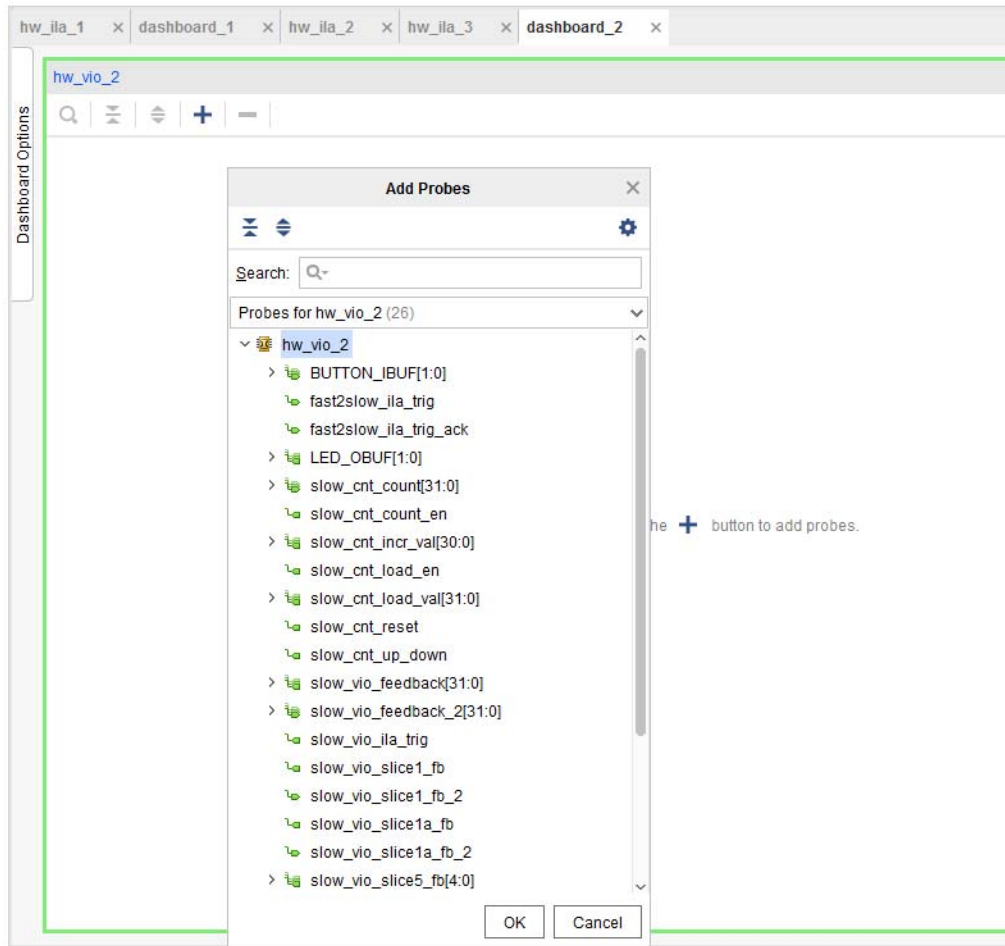 hw_ila_1 dashboard_1 hw_ila_2 hw_ila_3 dashboard_2
Dashboard Options
hw_vio_2
Add Probes
Search:
Probes for hw_vio_2 (26)
hw_vio_2
BUTTON_IBUF[1:0]
fast2slow_ila_trig
fast2slow_ila_trig_ack
LED_OBUF[1:0]
slow_cnt_count[31:0]
slow_cnt_count_en
he + button to add probes.
slow_cnt_incr_val[30:0]
slow_cnt_load_en
slow_cnt_load_val[31:0]
slow_cnt_reset
slow_cnt_up_down
slow_vio_feedback[31:0]
slow_vio_feedback_2[31:0]
slow_vio_ila_trig
slow_vio_slice1_fb
slow_vio_slice1_fb_2
slow_vio_slice1a_fb
slow_vio_slice1a_fb_2
slow_vio_slice5_fb[4:0]
OK Cancel